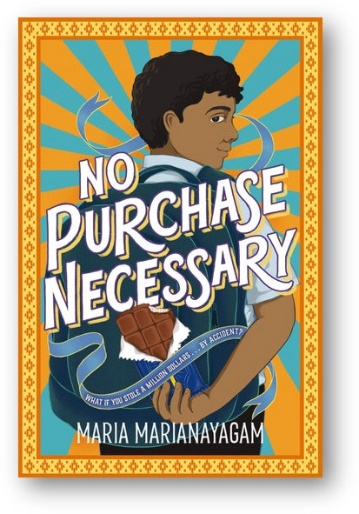 NO
PURCHASE
NECESSARY
WHAT IF YOU STOLE A MILLION DOLLARS... BY ACCIDENT?
MARIA MARIANAYAGAM